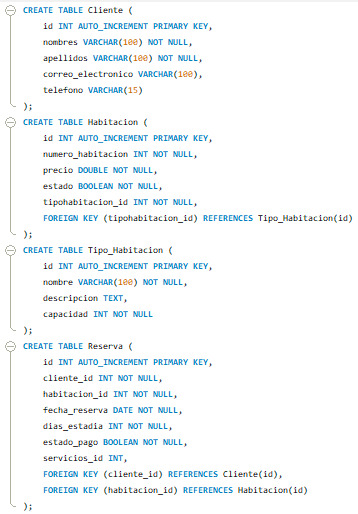 CREATE TABLE Cliente (
id INT AUTO_INCREMENT PRIMARY KEY,
nombres VARCHAR(100) NOT NULL,
apellidos VARCHAR(100) NOT NULL,
correo_electronico VARCHAR(100),
telefono VARCHAR(15)
);
CREATE TABLE Habitacion (
id INT AUTO_INCREMENT PRIMARY KEY,
numero_habitacion INT NOT NULL,
precio DOUBLE NOT NULL,
estado BOOLEAN NOT NULL,
tipohabitacion_id INT NOT NULL,
FOREIGN KEY (tipohabitacion_id) REFERENCES Tipo_Habitacion(id)
);
CREATE TABLE Tipo_Habitacion (
id INT AUTO_INCREMENT PRIMARY KEY,
nombre VARCHAR(100) NOT NULL,
descripcion TEXT,
capacidad INT NOT NULL
);
CREATE TABLE Reserva (
id INT AUTO_INCREMENT PRIMARY KEY,
cliente_id INT NOT NULL,
habitacion_id INT NOT NULL,
fecha_reserva DATE NOT NULL,
dias_estadia INT NOT NULL,
estado_pago BOOLEAN NOT NULL,
servicios_id INT,
FOREIGN KEY (cliente_id) REFERENCES Cliente(id),
FOREIGN KEY (habitacion_id) REFERENCES Habitacion(id)
);